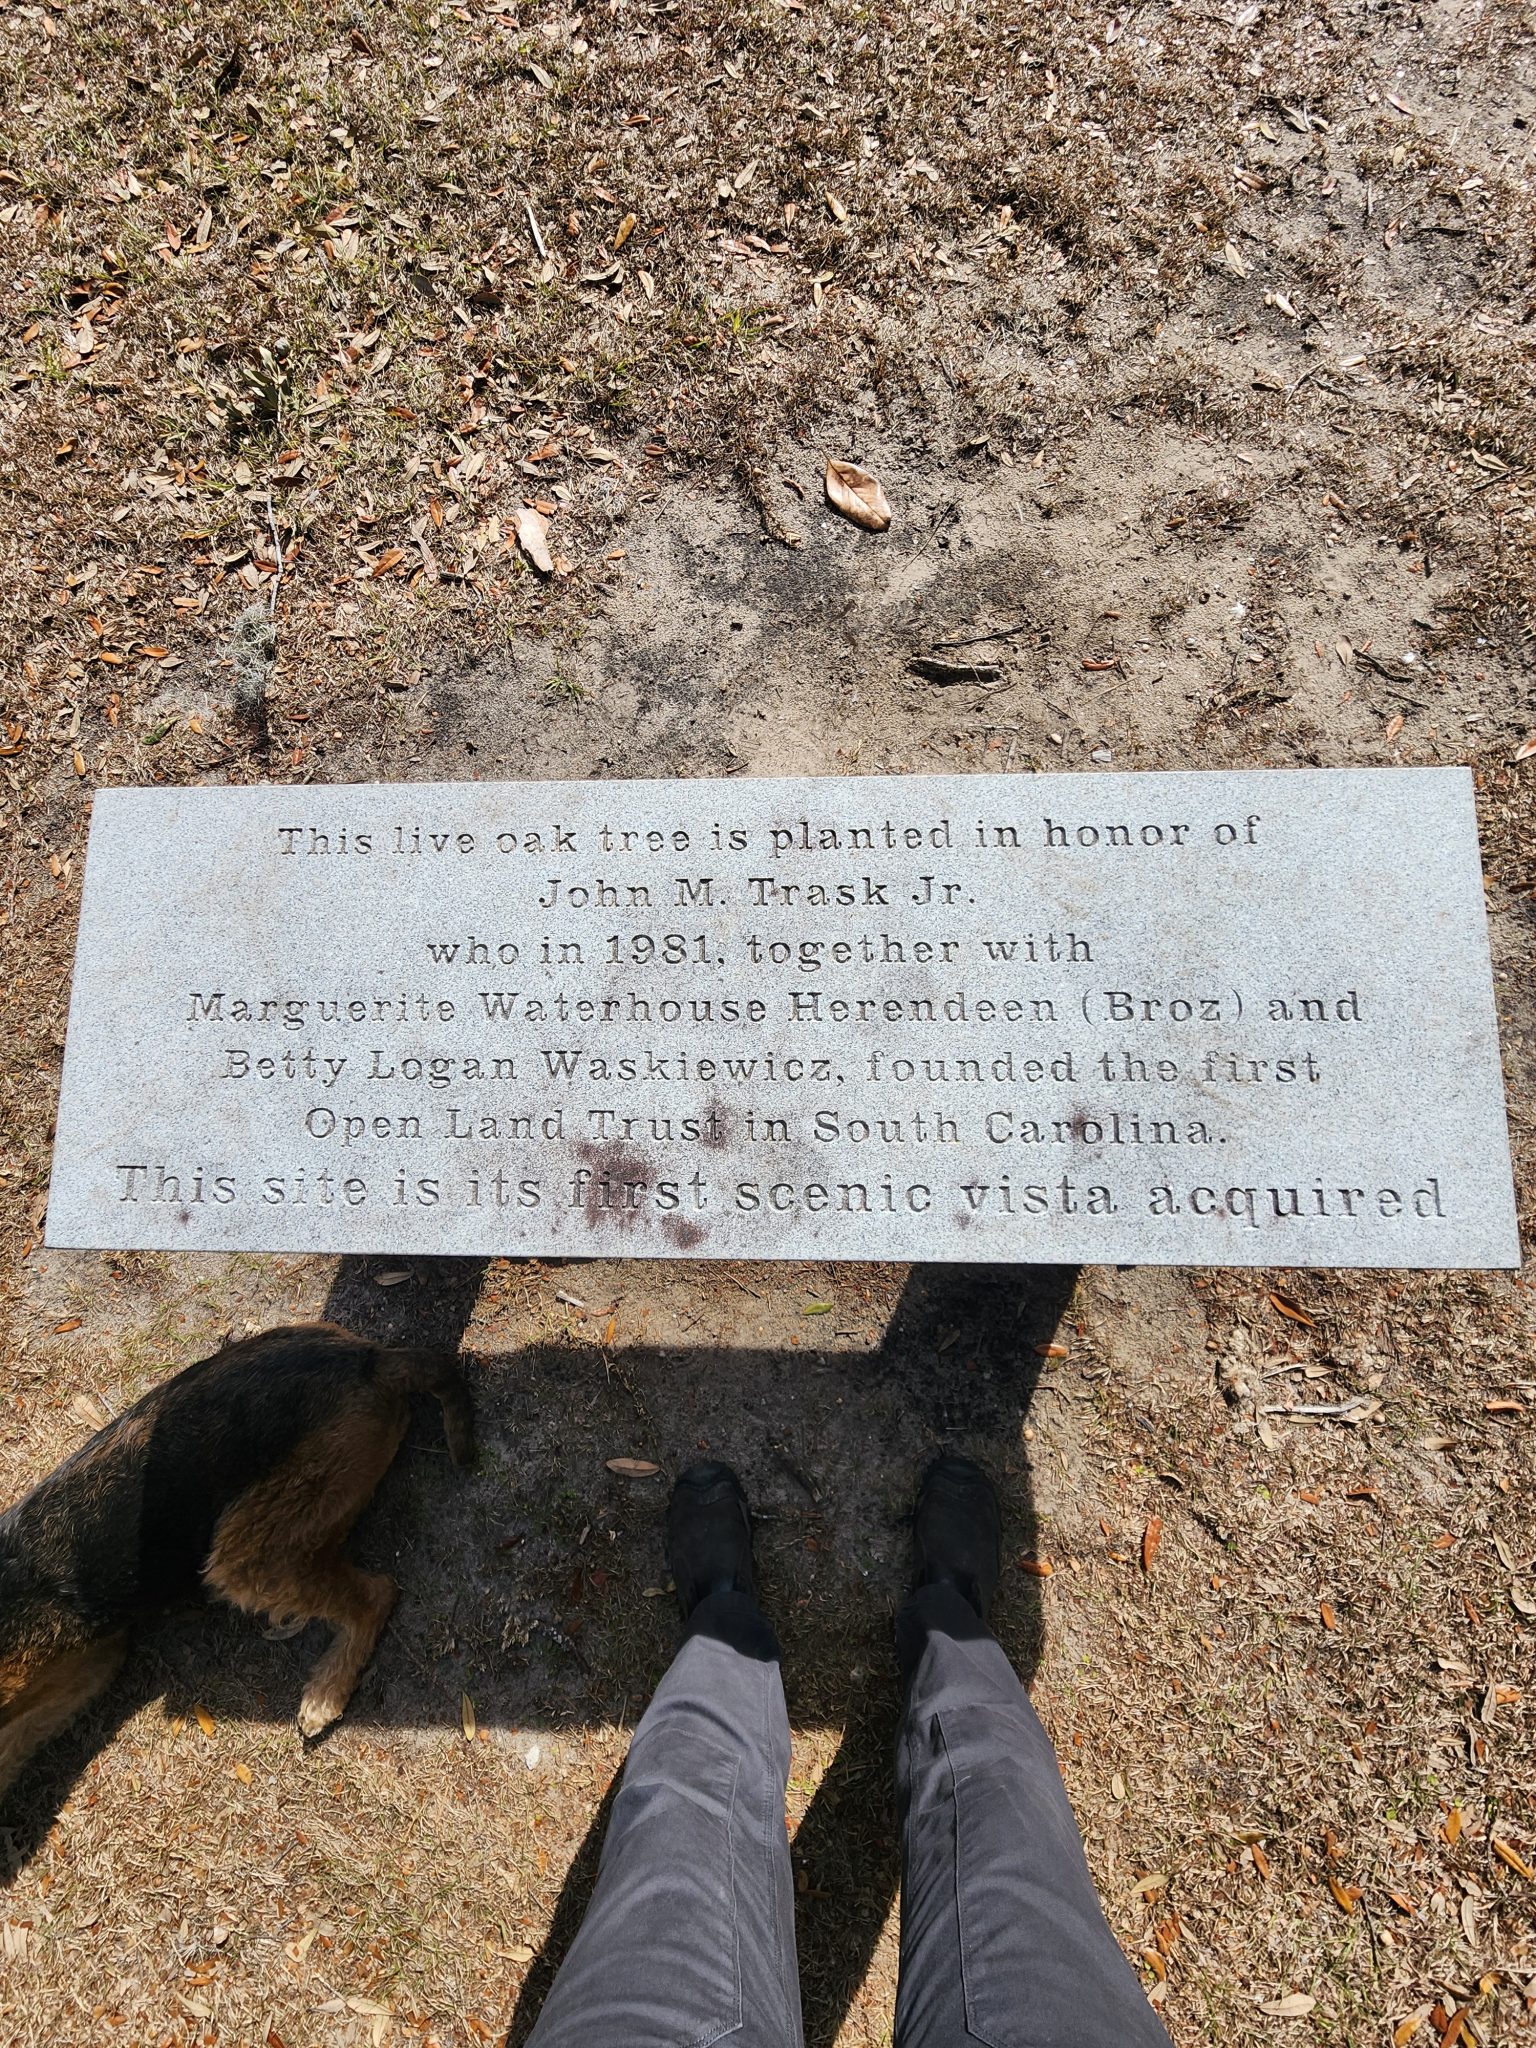 This live oak tree is planted in honor of
John M. Trask Jr.
who in 1981, together with
Marguerite Waterhouse Herendeen (Broz) and
Betty Logan Waskiewicz, founded the first
Open Land Trust in South Carolina.
This site is its first scenic vista acquired